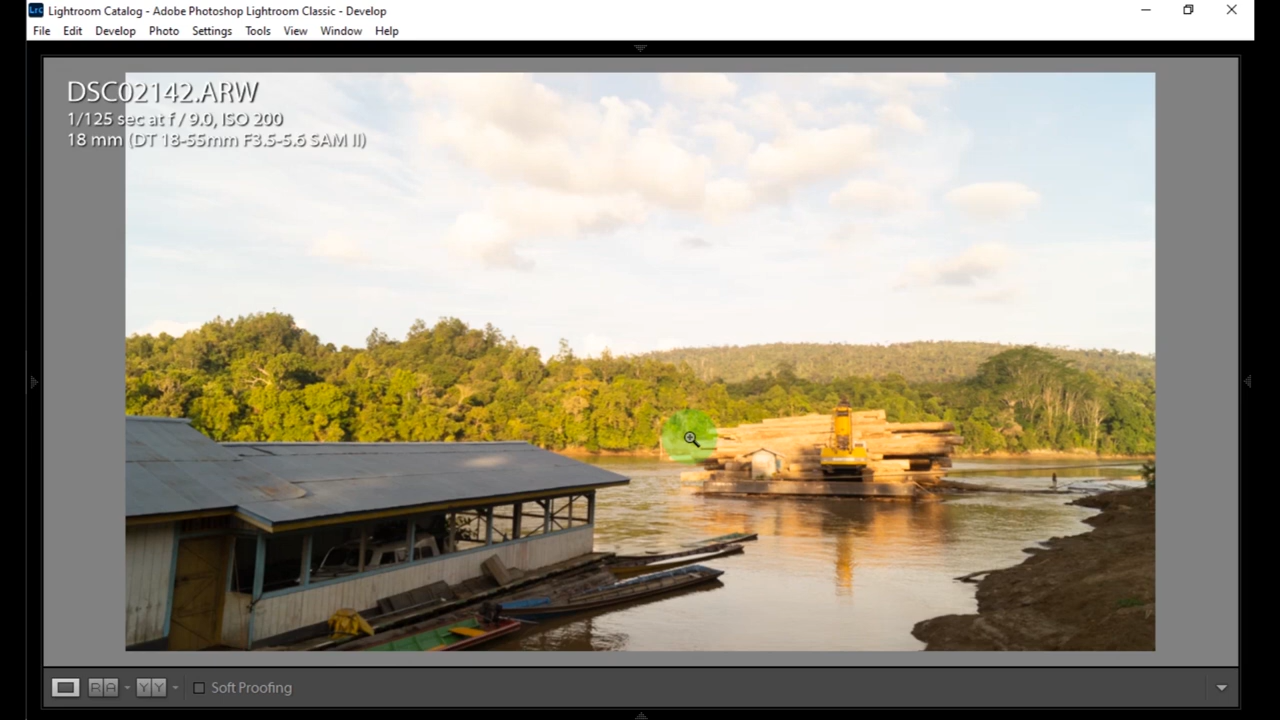 Lrc Lightroom Catalog - Adobe Photoshop Lightroom Classic - Develop
File Edit Develop Photo Settings Tools View Window Help
DSC02142.ARW
1/125 sec at f / 9.0, ISO 200
18 mm (DT 18-55mm F3.5-5.6 SAM II)
R A Y Y Soft Proofing